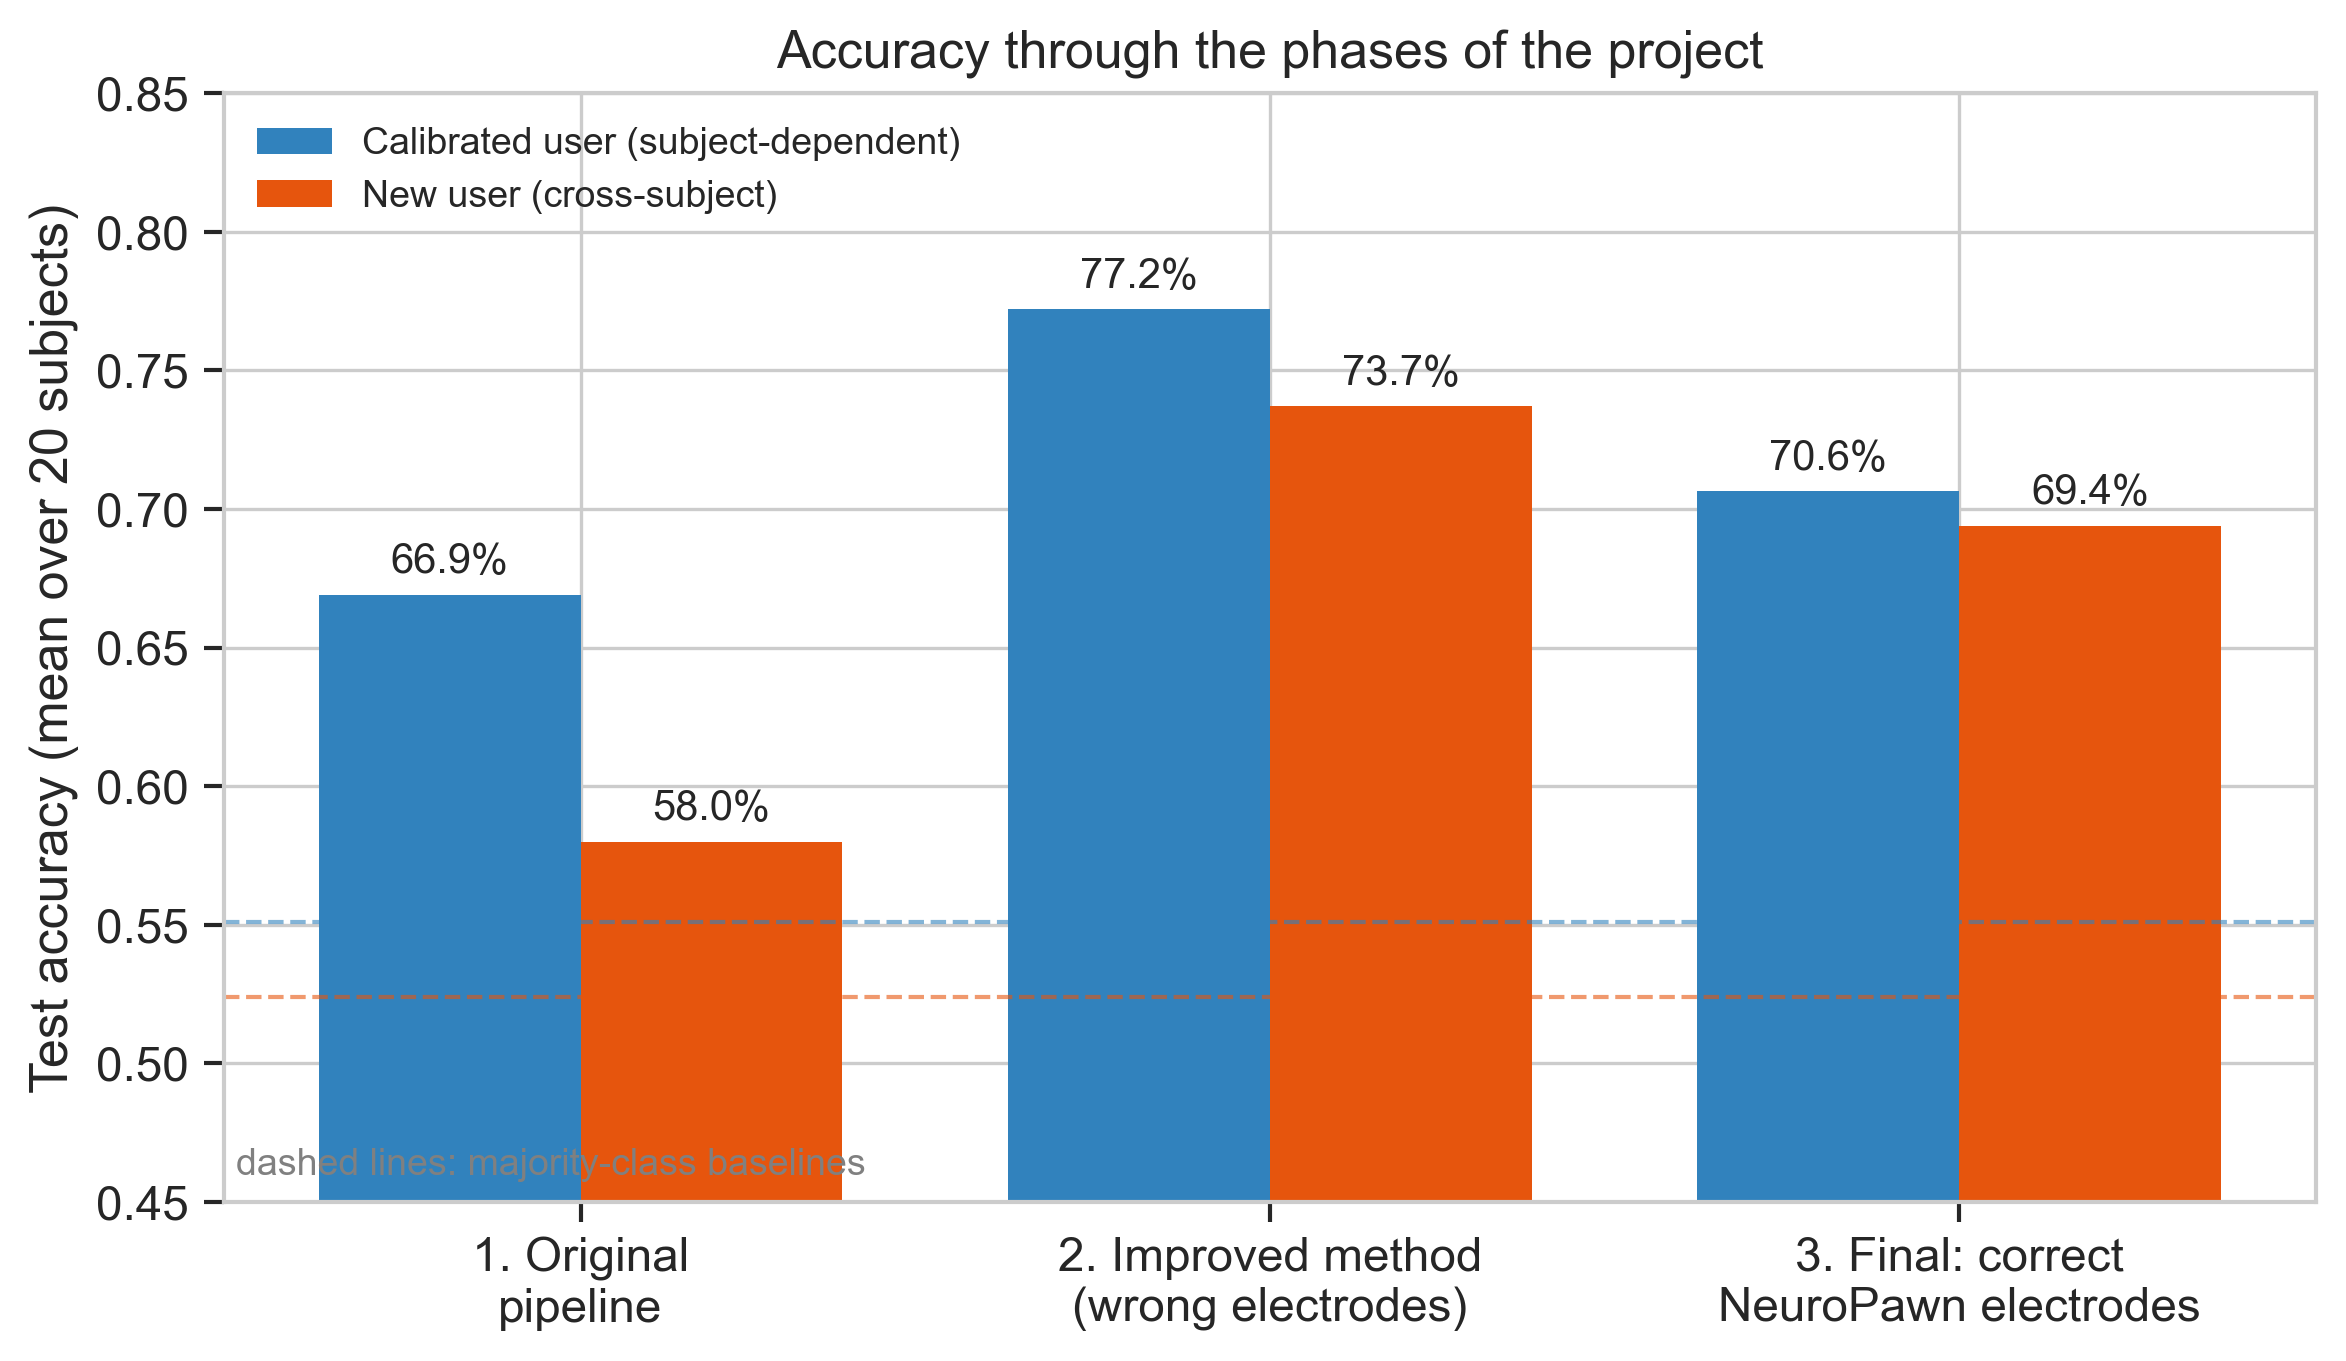 Accuracy through the phases of the project
Test accuracy (mean over 20 subjects)
0.85
0.80
0.75
0.70
0.65
0.60
0.55
0.50
0.45
Calibrated user (subject-dependent)
New user (cross-subject)
66.9%
58.0%
77.2%
73.7%
70.6%
69.4%
dashed lines: majority-class baselines
1. Original
pipeline
2. Improved method
(wrong electrodes)
3. Final: correct
NeuroPawn electrodes